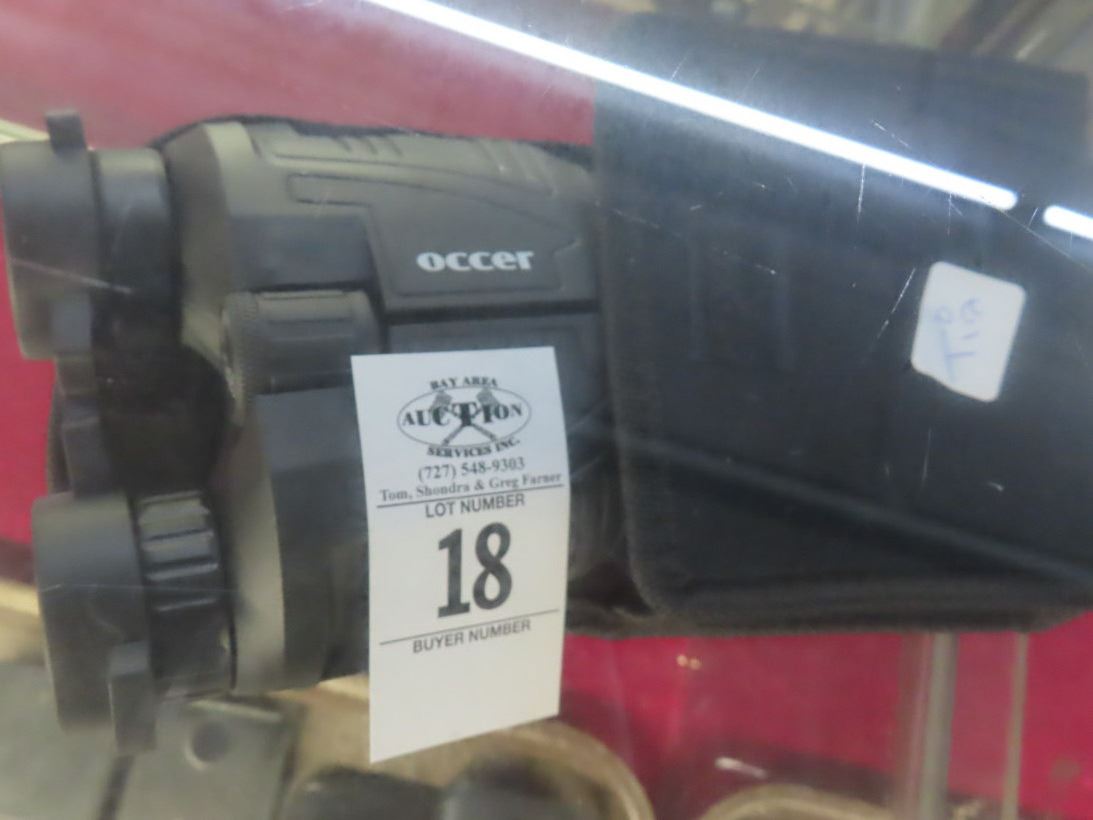 occer
BAY AREA
AUCTION
SERVICES INC.
(727) 548-9303
Tom, Shondra & Greg Farner
LOT NUMBER
18
BUYER NUMBER